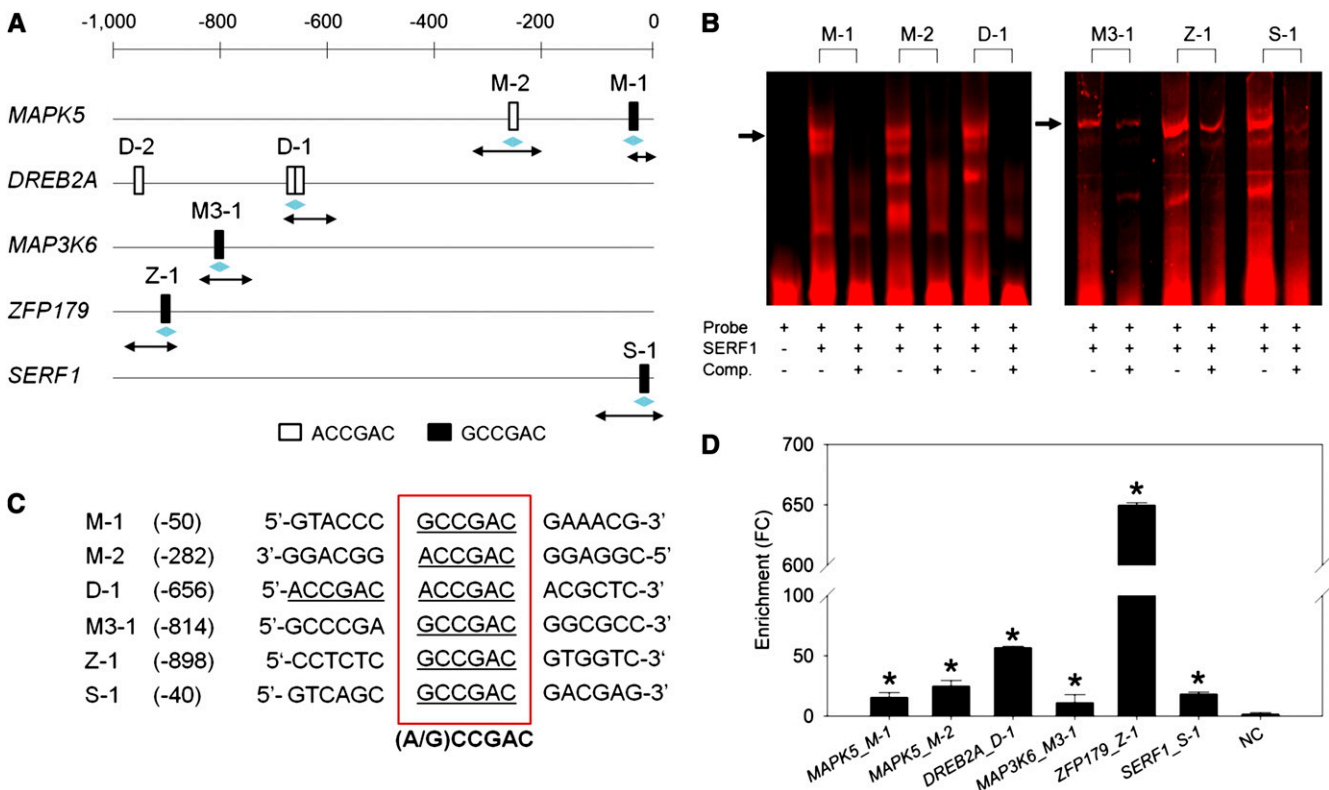 A
-1,000 -800 -600 -400 -200 0
M-2 M-1
MAPK5
D-2 D-1
DREB2A
M3-1
MAP3K6
Z-1
ZFP179
S-1
SERF1
ACCGAC GCCGAC
B
M-1 M-2 D-1 M3-1 Z-1 S-1
Probe + + + + + + + + + + + + +
SERF1 - + + + + + + + + + + + +
Comp. - - + - + - + - + - + - +
C
M-1 (-50) 5'-GTACCC GCCGAC GAAACG-3'
M-2 (-282) 3'-GGACGG ACCGAC GGAGGC-5'
D-1 (-656) 5'-ACCGAC ACCGAC ACGCTC-3'
M3-1 (-814) 5'-GCCCGA GCCGAC GGCGCC-3'
Z-1 (-898) 5'-CCTCTC GCCGAC GTGGTC-3'
S-1 (-40) 5'- GTCAGC GCCGAC GACGAG-3'
(A/G)CCGAC
D
Enrichment (FC)
700
650
600
100
50
0
* * * * * *
MAPK5_M-1 MAPK5_M-2 DREB2A_D-1 MAP3K6_M3-1 ZFP179_Z-1 SERF1_S-1 NC